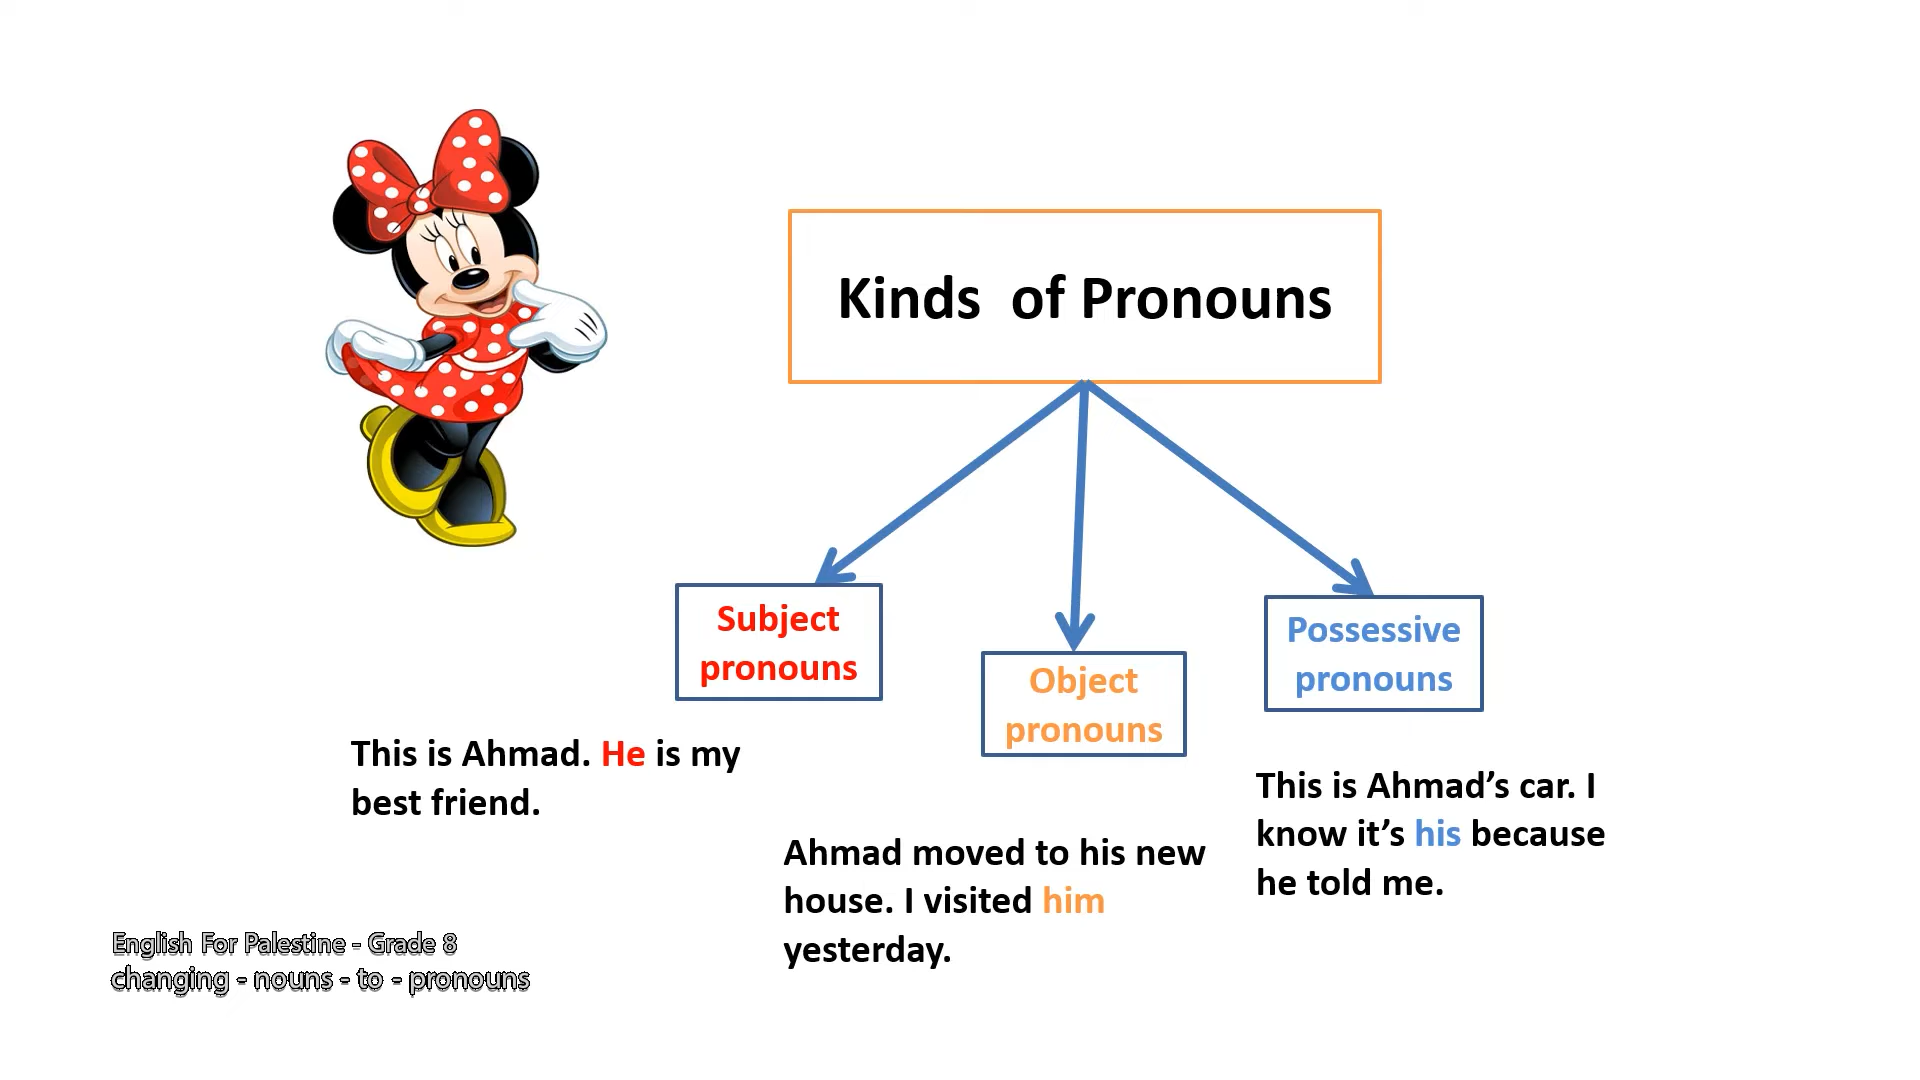 Kinds of Pronouns
Subject
pronouns
Object
pronouns
Possessive
pronouns
This is Ahmad. He is my
best friend.
Ahmad moved to his new
house. I visited him
yesterday.
This is Ahmad’s car. I
know it’s his because
he told me.
English For Palestine - Grade 8
changing - nouns - to - pronouns